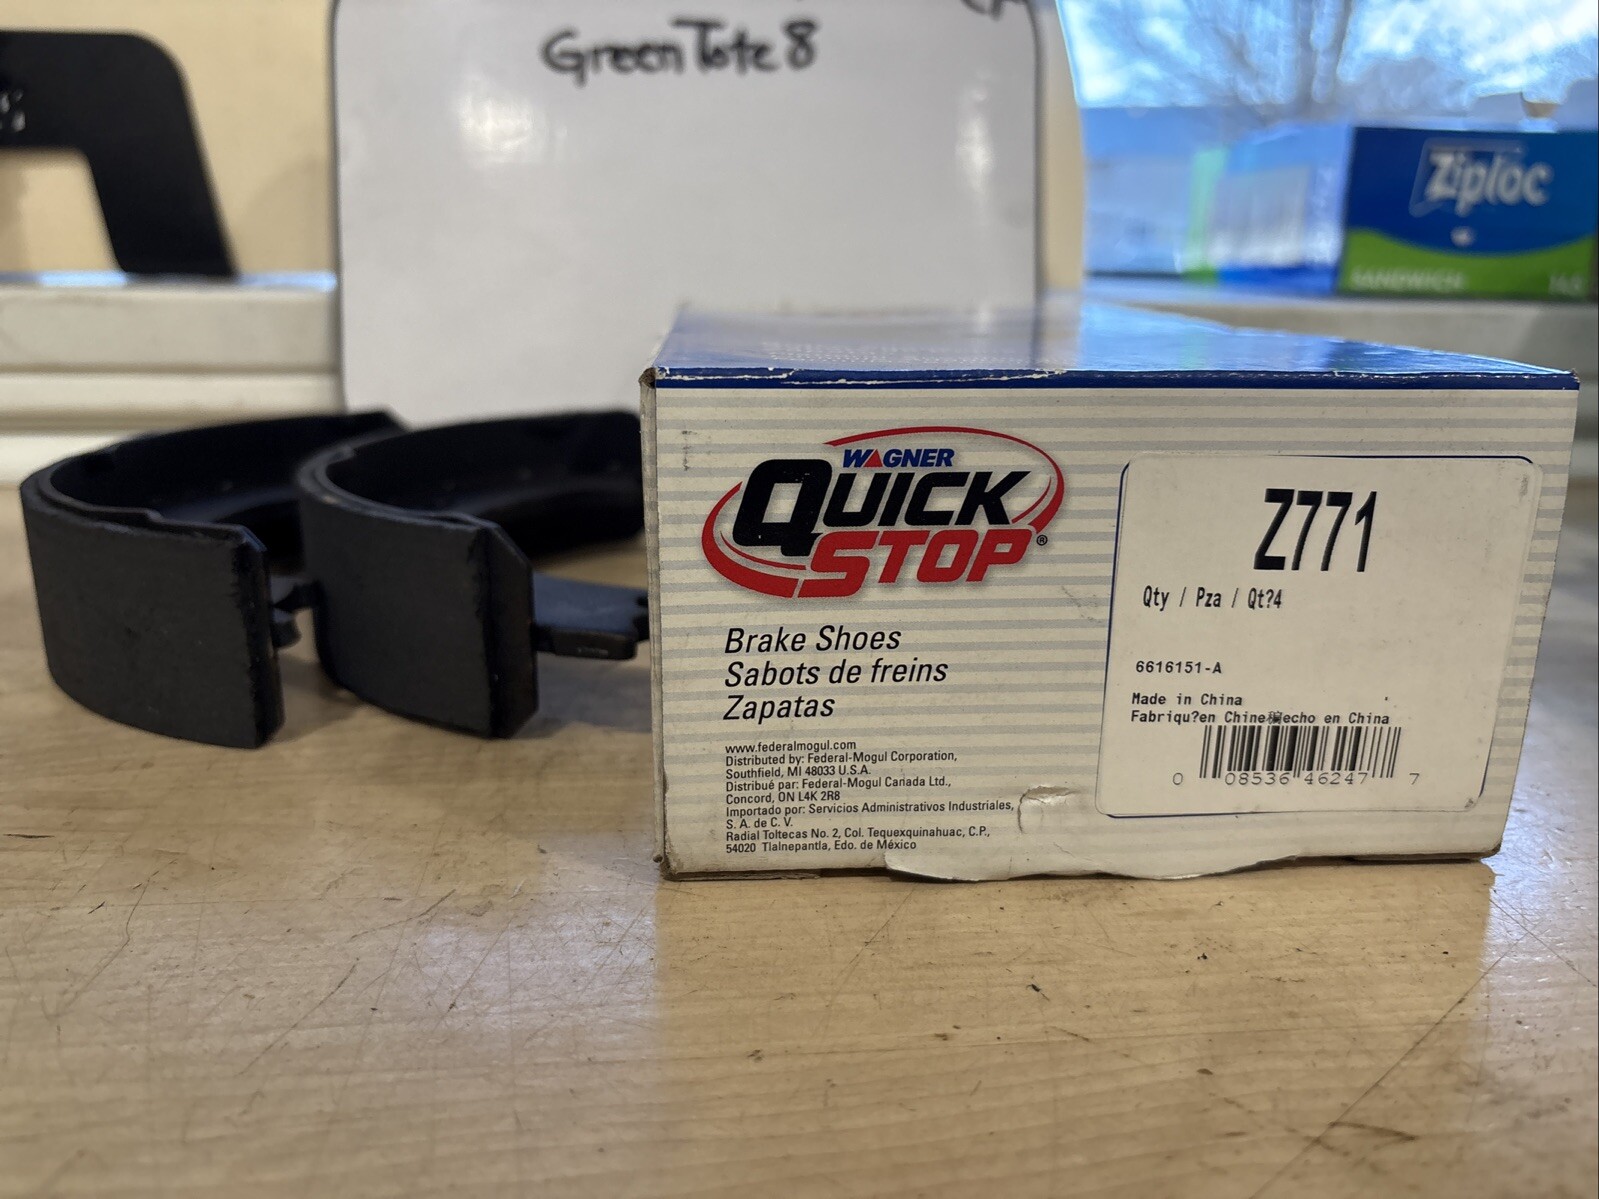 Green Tote 8
Ziploc
SANDWICH
WAGNER
QUICK
STOP®
Brake Shoes
Sabots de freins
Zapatas
www.federalmogul.com
Distributed by: Federal-Mogul Corporation,
Southfield, MI 48033 U.S.A.
Distribué par: Federal-Mogul Canada Ltd.,
Concord, ON L4K 2R8
Importado por: Servicios Administrativos Industriales,
S. A. de C. V.
Radial Toltecas No. 2, Col. Tequexquinahuac, C.P.,
54020 Tlalnepantla, Edo. de México
Z771
Qty / Pza / Qt?4
6616151-A
Made in China
Fabriqu?en Chine echo en China
0 08536 46247 7